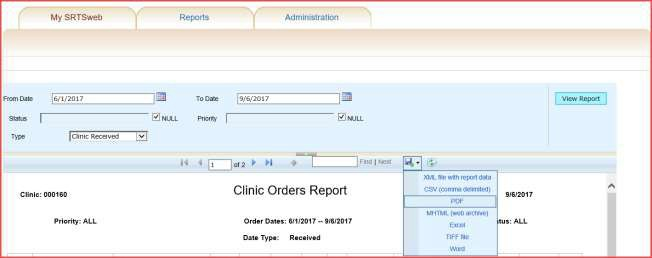 My SRTSweb Reports Administration
From Date 6/1/2017 To Date 9/6/2017 View Report
Status NULL Priority NULL
Type Clinic Received
1 of 2 Find | Next
XML file with report data
CSV (comma delimited)
PDF
MHTML (web archive)
Excel
TIFF file
Word
Clinic: 000160 Clinic Orders Report 9/6/2017
Priority: ALL Order Dates: 6/1/2017 -- 9/6/2017 tus: ALL
Date Type: Received